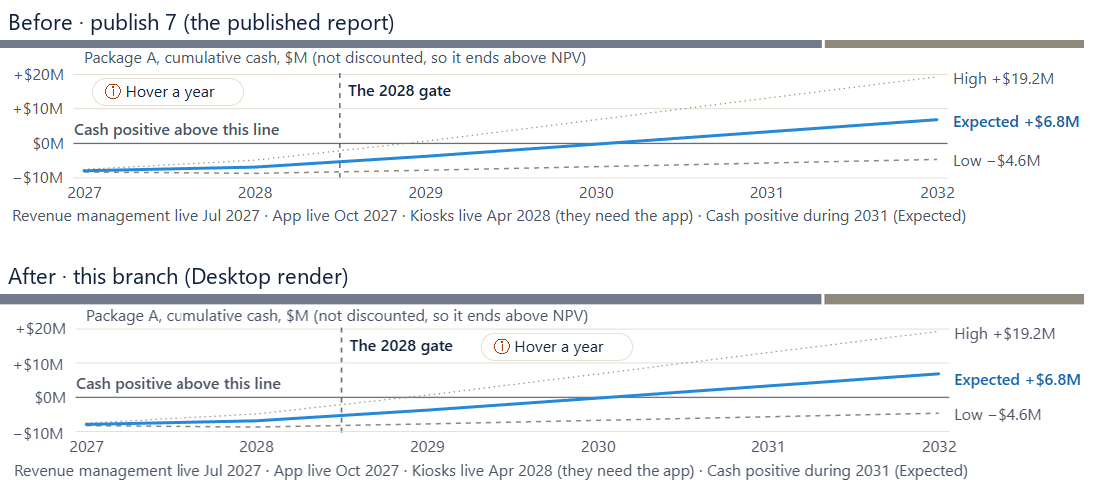 Before · publish 7 (the published report)
Package A, cumulative cash, $M (not discounted, so it ends above NPV)
+$20M
ⓘ Hover a year
The 2028 gate
High +$19.2M
+$10M
Cash positive above this line
Expected +$6.8M
$0M
Low −$4.6M
−$10M
2027 2028 2029 2030 2031 2032
Revenue management live Jul 2027 · App live Oct 2027 · Kiosks live Apr 2028 (they need the app) · Cash positive during 2031 (Expected)
After · this branch (Desktop render)
Package A, cumulative cash, $M (not discounted, so it ends above NPV)
+$20M
The 2028 gate
ⓘ Hover a year
High +$19.2M
+$10M
Cash positive above this line
Expected +$6.8M
$0M
Low −$4.6M
−$10M
2027 2028 2029 2030 2031 2032
Revenue management live Jul 2027 · App live Oct 2027 · Kiosks live Apr 2028 (they need the app) · Cash positive during 2031 (Expected)